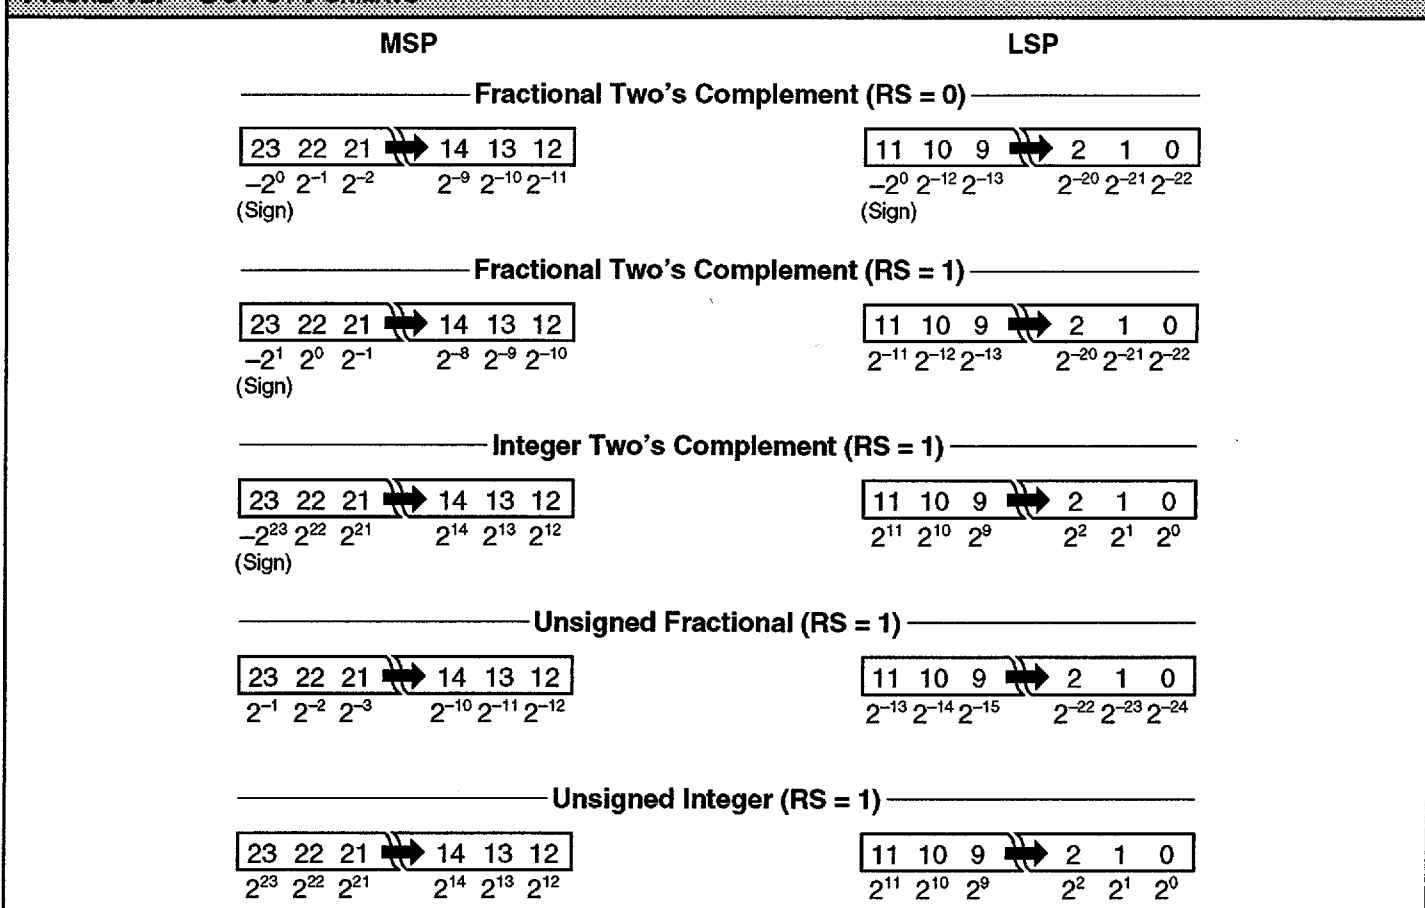 MSP LSP
Fractional Two's Complement (RS = 0)
23 22 21 14 13 12 11 10 9 2 1 0
–2⁰ 2⁻¹ 2⁻² 2⁻⁹ 2⁻¹⁰ 2⁻¹¹ –2⁰ 2⁻¹² 2⁻¹³ 2⁻²⁰ 2⁻²¹ 2⁻²²
(Sign) (Sign)
Fractional Two's Complement (RS = 1)
23 22 21 14 13 12 11 10 9 2 1 0
–2¹ 2⁰ 2⁻¹ 2⁻⁸ 2⁻⁹ 2⁻¹⁰ 2⁻¹¹ 2⁻¹² 2⁻¹³ 2⁻²⁰ 2⁻²¹ 2⁻²²
(Sign)
Integer Two's Complement (RS = 1)
23 22 21 14 13 12 11 10 9 2 1 0
–2²³ 2²² 2²¹ 2¹⁴ 2¹³ 2¹² 2¹¹ 2¹⁰ 2⁹ 2² 2¹ 2⁰
(Sign)
Unsigned Fractional (RS = 1)
23 22 21 14 13 12 11 10 9 2 1 0
2⁻¹ 2⁻² 2⁻³ 2⁻¹⁰ 2⁻¹¹ 2⁻¹² 2⁻¹³ 2⁻¹⁴ 2⁻¹⁵ 2⁻²² 2⁻²³ 2⁻²⁴
Unsigned Integer (RS = 1)
23 22 21 14 13 12 11 10 9 2 1 0
2²³ 2²² 2²¹ 2¹⁴ 2¹³ 2¹² 2¹¹ 2¹⁰ 2⁹ 2² 2¹ 2⁰